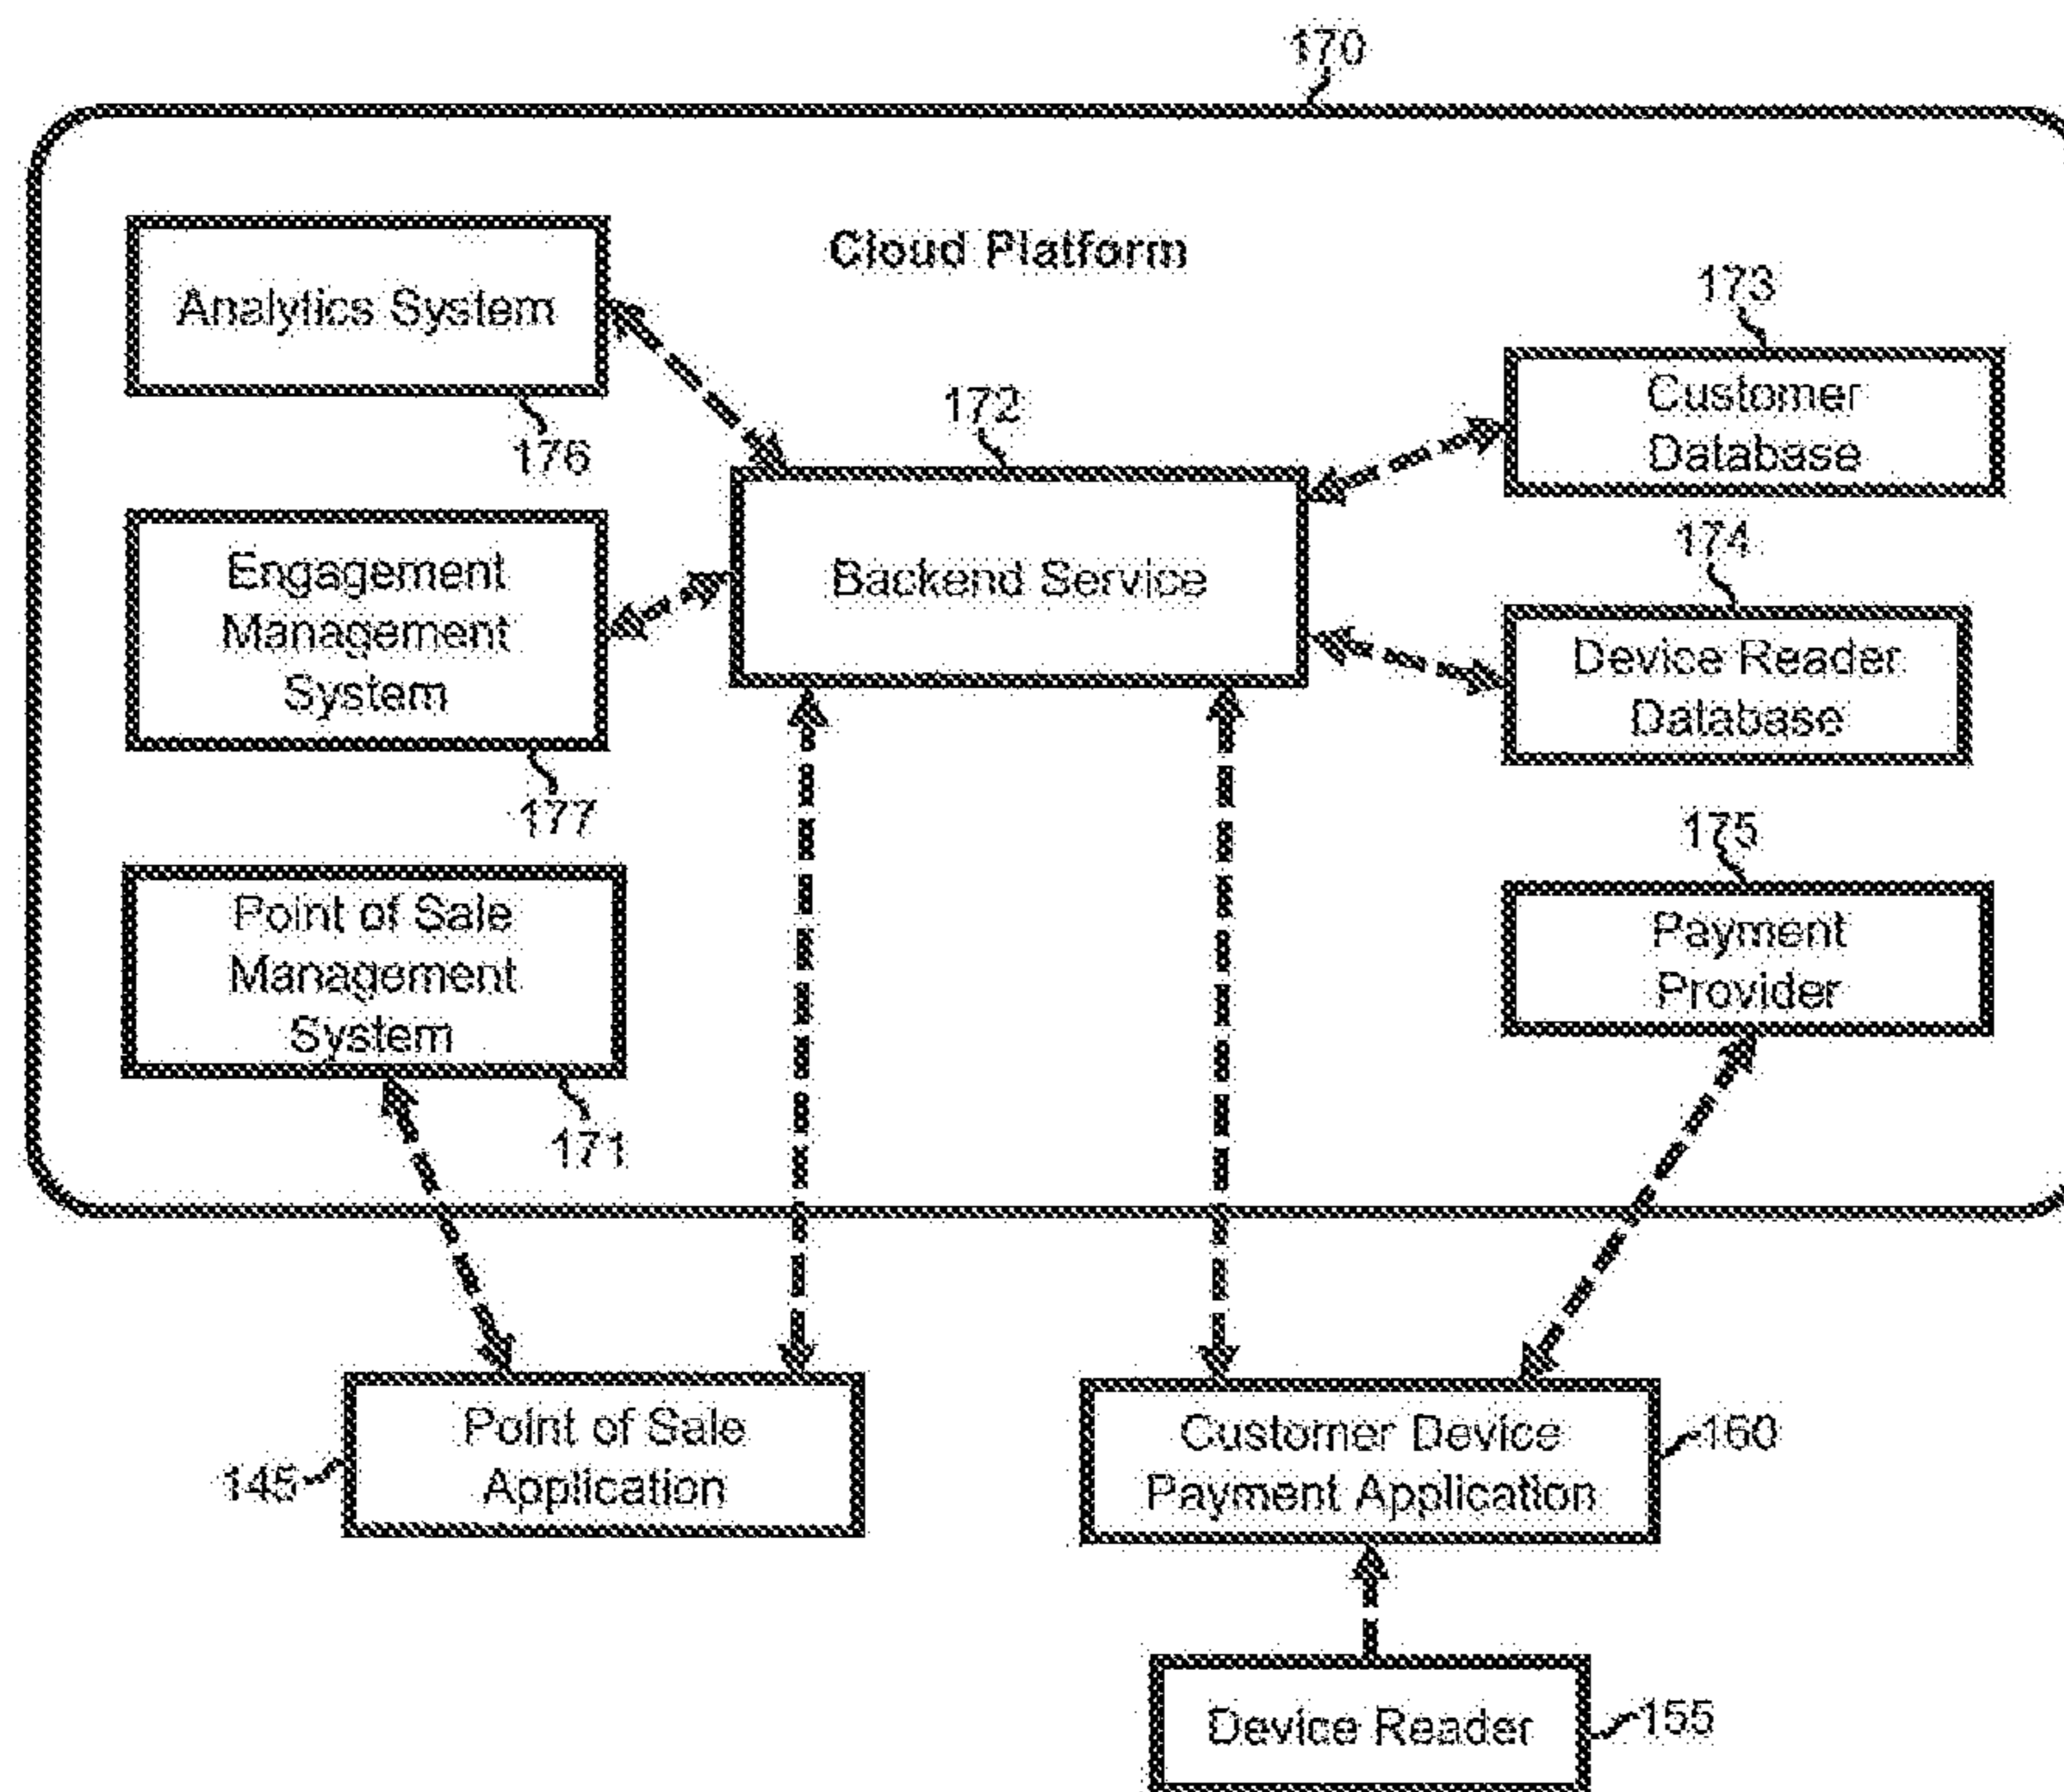 170
Cloud Platform
Analytics System
176
172
Backend Service
173
Customer
Database
Engagement
Management
System
177
174
Device Reader
Database
Point of Sale
Management
System
171
175
Payment
Provider
145
Point of Sale
Application
Customer Device
Payment Application
160
Device Reader
155